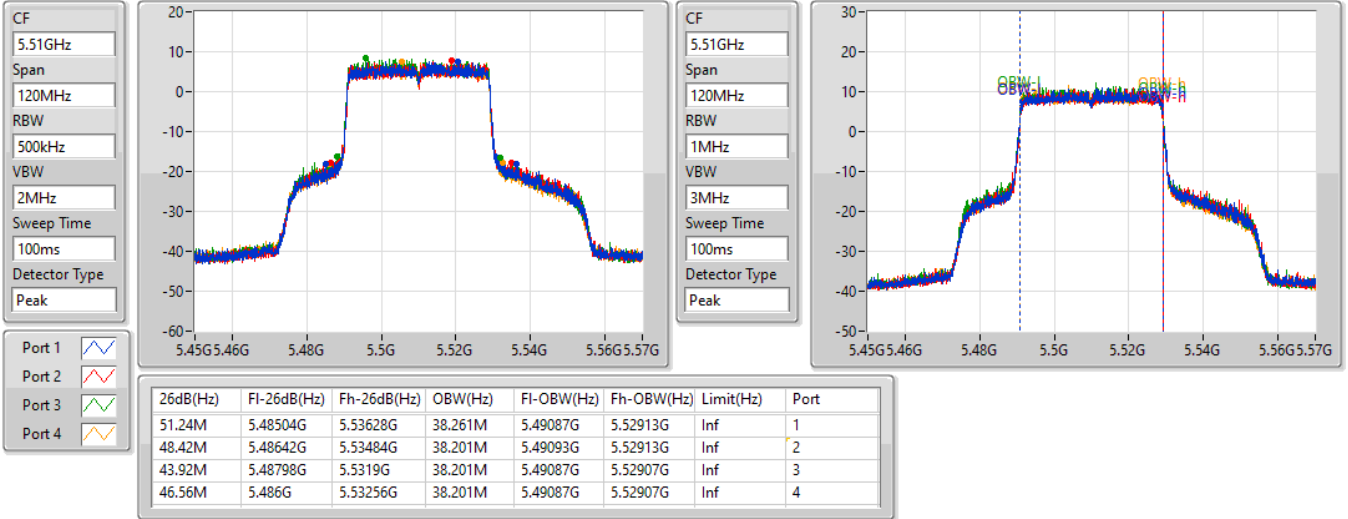 CF
5.51GHz
Span
120MHz
RBW
500kHz
VBW
2MHz
Sweep Time
100ms
Detector Type
Peak
20
10
0
-10
-20
-30
-40
-50
-60
5.45G 5.46G 5.48G 5.5G 5.52G 5.54G 5.56G 5.57G
CF
5.51GHz
Span
120MHz
RBW
1MHz
VBW
3MHz
Sweep Time
100ms
Detector Type
Peak
30
20
10
0
-10
-20
-30
-40
-50
OBW-l OBW-h
5.45G 5.46G 5.48G 5.5G 5.52G 5.54G 5.56G 5.57G
Port 1
Port 2
Port 3
Port 4
26dB(Hz) Fl-26dB(Hz) Fh-26dB(Hz) OBW(Hz) Fl-OBW(Hz) Fh-OBW(Hz) Limit(Hz) Port
51.24M 5.48504G 5.53628G 38.261M 5.49087G 5.52913G Inf 1
48.42M 5.48642G 5.53484G 38.201M 5.49093G 5.52913G Inf 2
43.92M 5.48798G 5.5319G 38.201M 5.49087G 5.52907G Inf 3
46.56M 5.486G 5.53256G 38.201M 5.49087G 5.52907G Inf 4